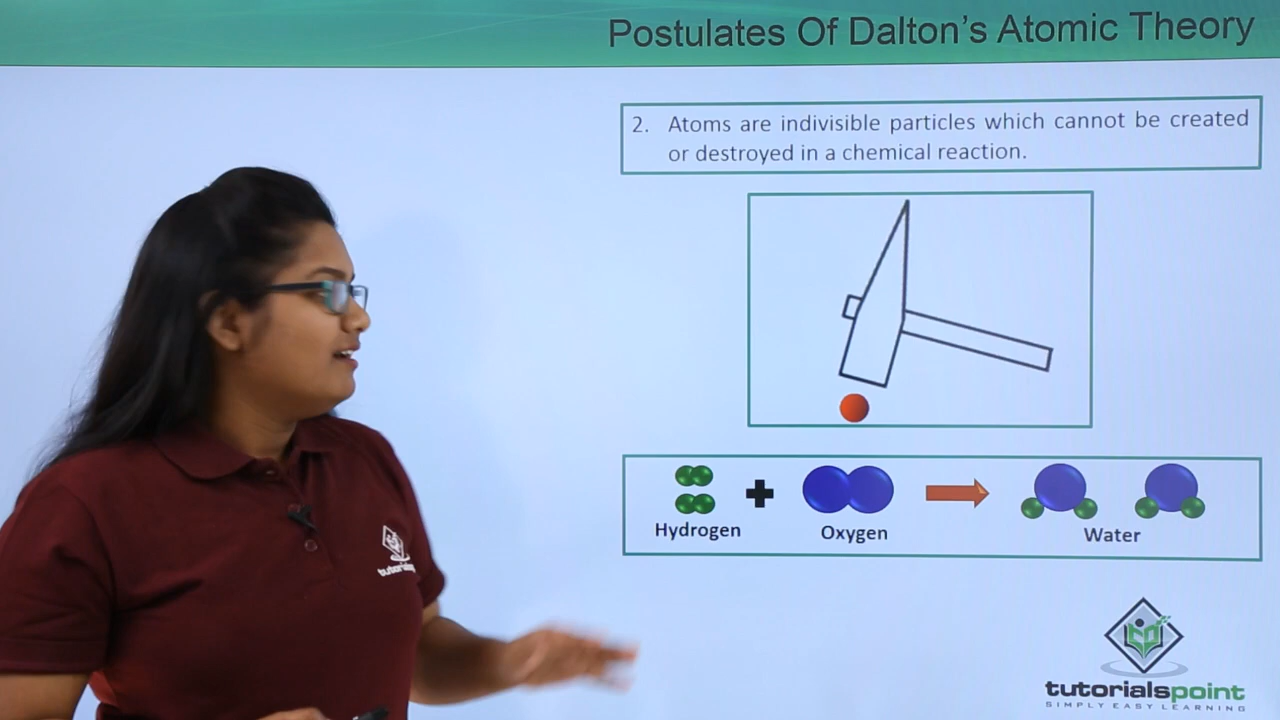 Postulates Of Dalton's Atomic Theory
2. Atoms are indivisible particles which cannot be created
or destroyed in a chemical reaction.
Hydrogen
Oxygen
Water
tutorialspoint
SIMPLY EASY LEARNING